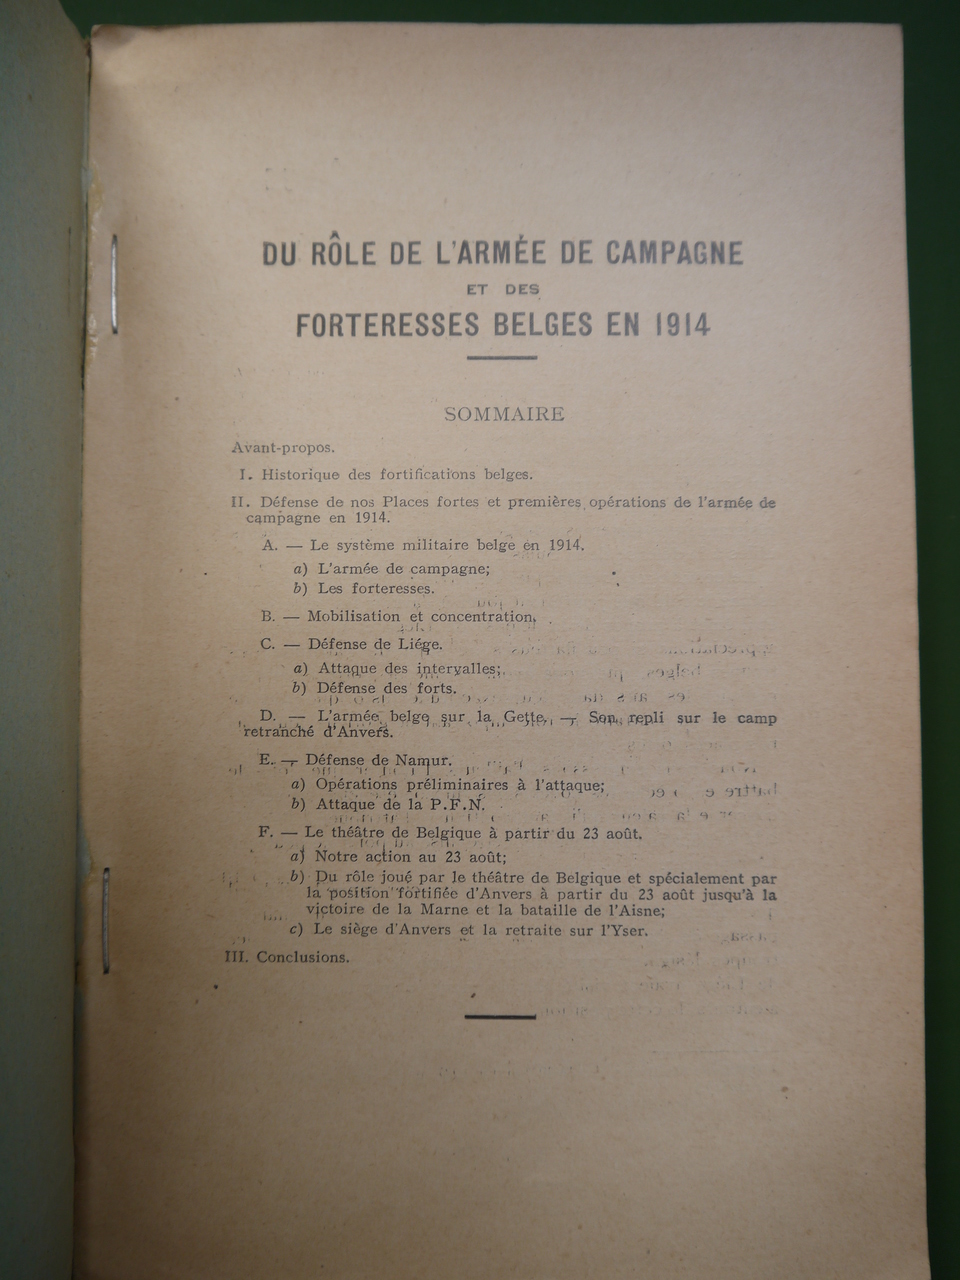 DU RÔLE DE L'ARMÉE DE CAMPAGNE
ET DES
FORTERESSES BELGES EN 1914
SOMMAIRE
Avant-propos.
I. Historique des fortifications belges.
II. Défense de nos Places fortes et premières opérations de l'armée de
campagne en 1914.
A. — Le système militaire belge en 1914.
a) L'armée de campagne;
b) Les forteresses.
B. — Mobilisation et concentration.
C. — Défense de Liége.
a) Attaque des intervalles;
b) Défense des forts.
D. — L'armée belge sur la Gette. — Son repli sur le camp
retranché d'Anvers.
E. — Défense de Namur.
a) Opérations préliminaires à l'attaque;
b) Attaque de la P.F.N.
F. — Le théâtre de Belgique à partir du 23 août.
a) Notre action au 23 août;
b) Du rôle joué par le théâtre de Belgique et spécialement par
la position fortifiée d'Anvers à partir du 23 août jusqu'à la
victoire de la Marne et la bataille de l'Aisne;
c) Le siège d'Anvers et la retraite sur l'Yser.
III. Conclusions.